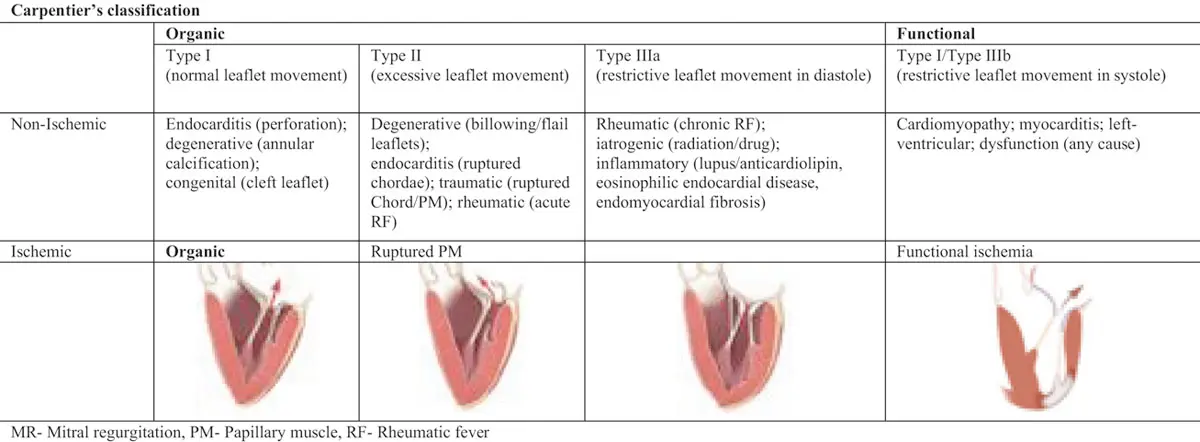 Carpentier's classification
Organic
Functional
Type I
(normal leaflet movement)
Type II
(excessive leaflet movement)
Type IIIa
(restrictive leaflet movement in diastole)
Type I/Type IIIb
(restrictive leaflet movement in systole)
Non-Ischemic
Endocarditis (perforation);
degenerative (annular
calcification);
congenital (cleft leaflet)
Degenerative (billowing/flail
leaflets);
endocarditis (ruptured
chordae); traumatic (ruptured
Chord/PM); rheumatic (acute
RF)
Rheumatic (chronic RF);
iatrogenic (radiation/drug);
inflammatory (lupus/anticardiolipin,
eosinophilic endocardial disease,
endomyocardial fibrosis)
Cardiomyopathy; myocarditis; left-
ventricular; dysfunction (any cause)
Ischemic
Organic
Ruptured PM
Functional ischemia
MR- Mitral regurgitation, PM- Papillary muscle, RF- Rheumatic fever